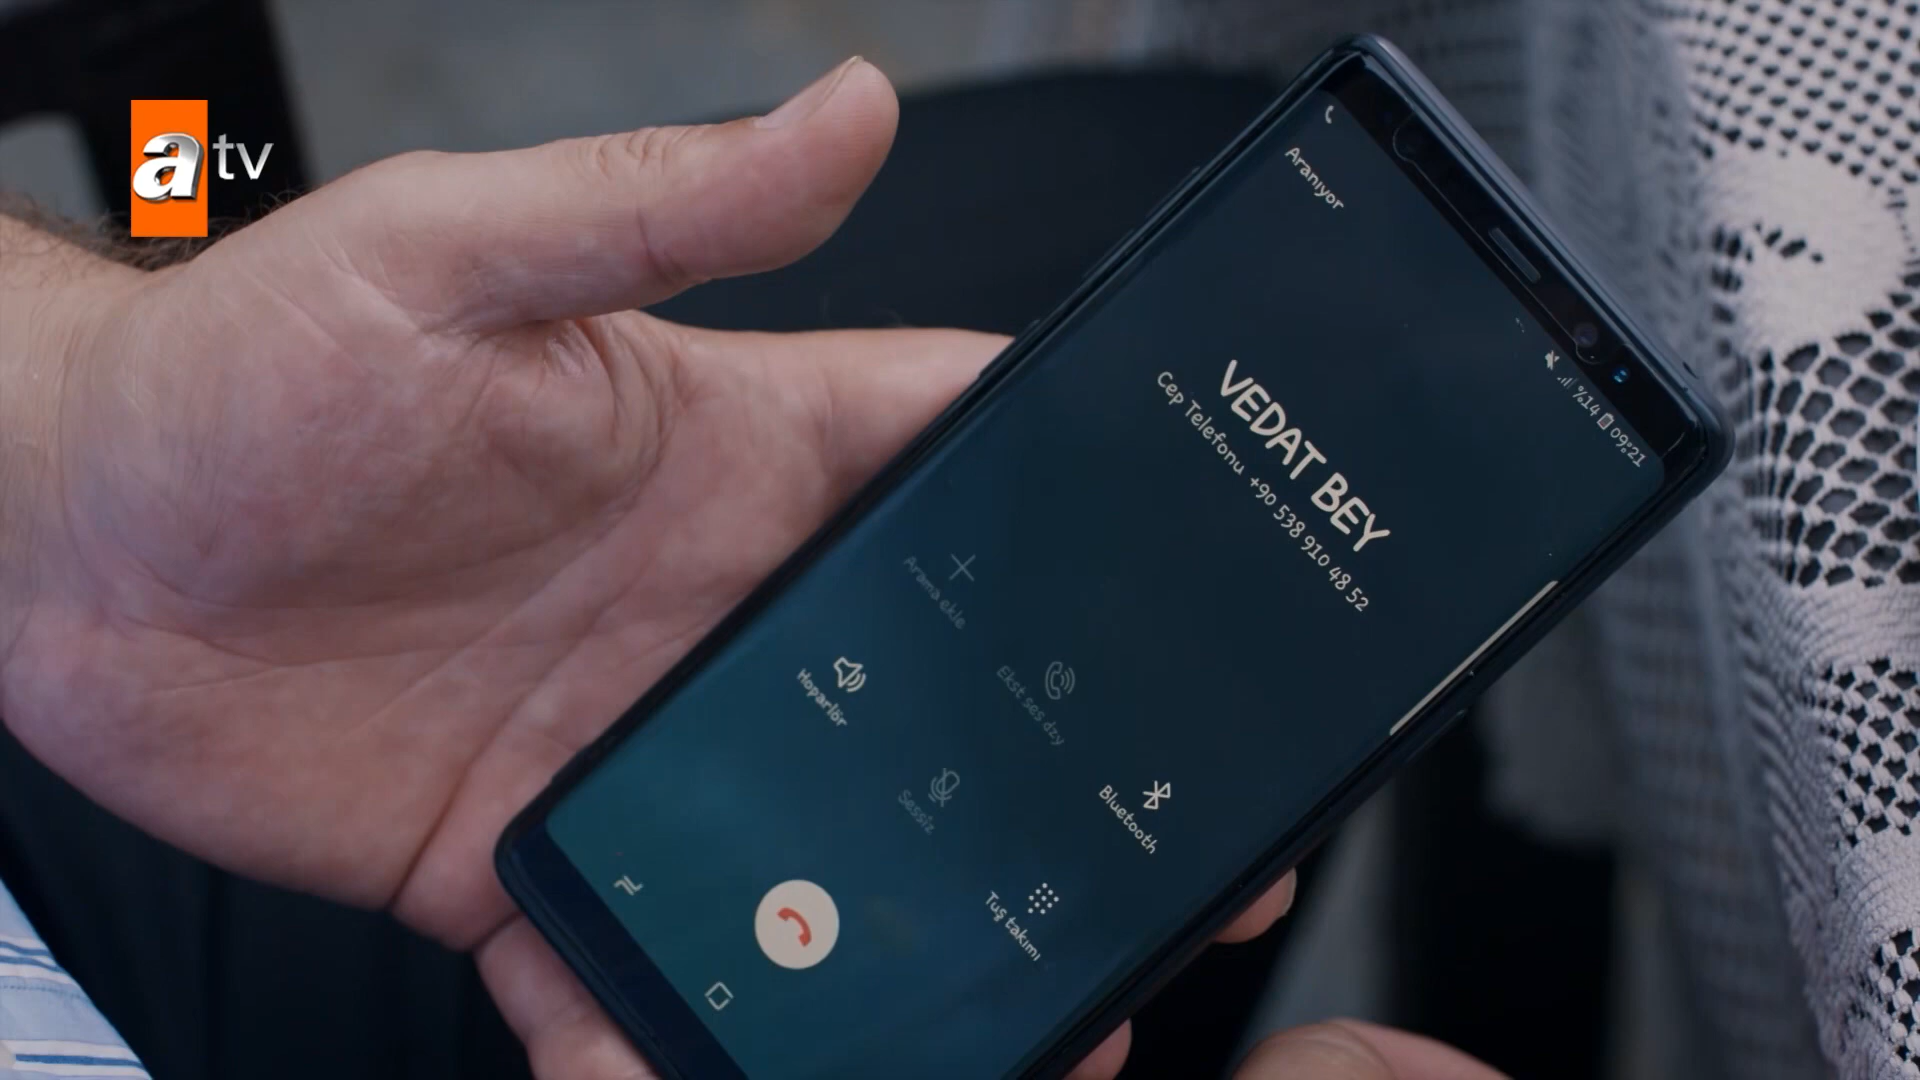 atv
%14 09:21
Aranıyor
VEDAT BEY
Cep Telefonu +90 538 910 48 52
Arama ekle
Ekst ses dzy
Bluetooth
Hoparlör
Sessiz
Tuş takımı